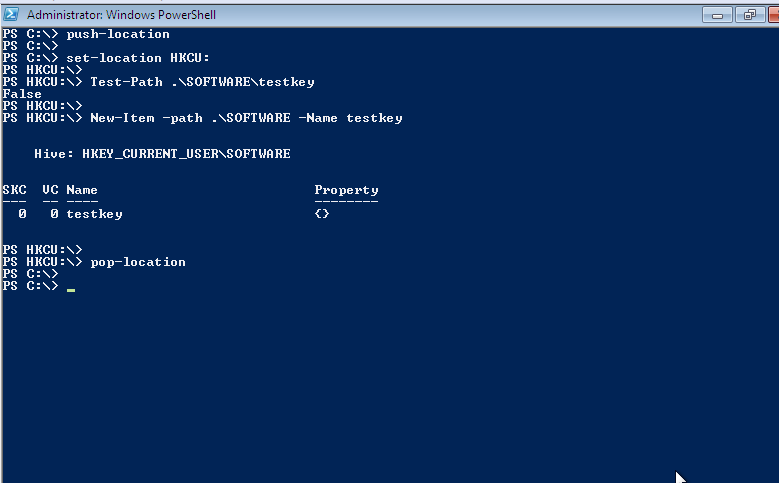 Administrator: Windows PowerShell
PS C:\> push-location
PS C:\>
PS C:\> set-location HKCU:
PS HKCU:\>
PS HKCU:\> Test-Path .\SOFTWARE\testkey
False
PS HKCU:\>
PS HKCU:\> New-Item -path .\SOFTWARE -Name testkey
Hive: HKEY_CURRENT_USER\SOFTWARE
SKC VC Name Property
--- -- ---- --------
0 0 testkey {}
PS HKCU:\>
PS HKCU:\> pop-location
PS C:\>
PS C:\> _